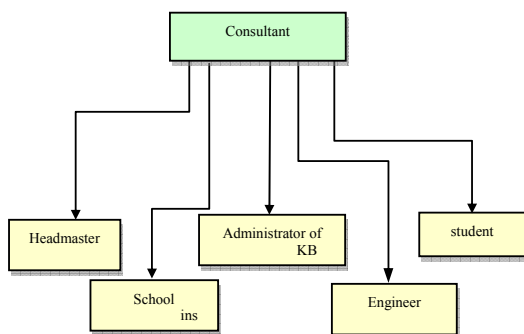 Consultant
Headmaster
Administrator of
KB
student
School
ins
Engineer